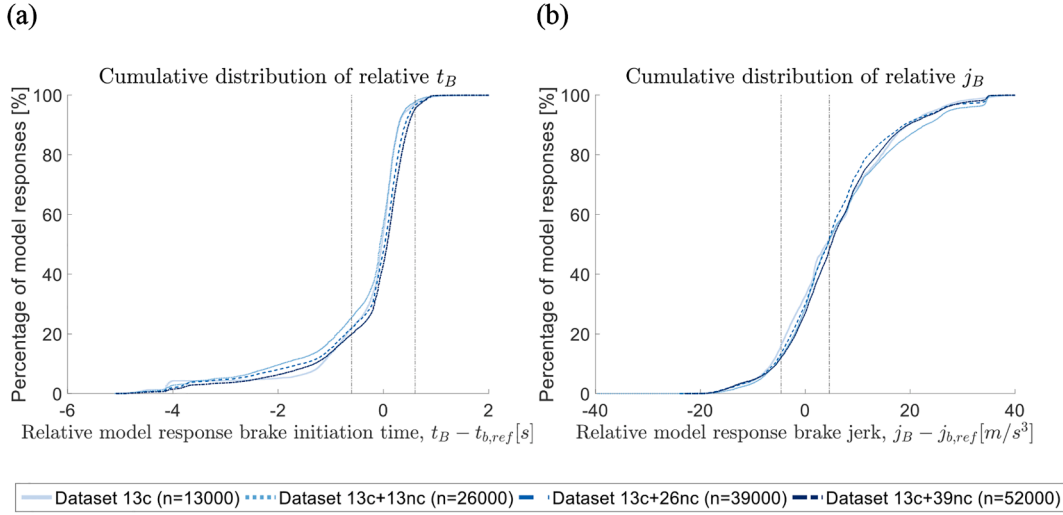 (a)
(b)
Cumulative distribution of relative t_B
Cumulative distribution of relative j_B
Percentage of model responses [%]
100
80
60
40
20
0
-6
-4
-2
0
2
Relative model response brake initiation time, t_B − t_{b,ref}[s]
Percentage of model responses [%]
100
80
60
40
20
0
-40
-20
0
20
40
Relative model response brake jerk, j_B − j_{b,ref}[m/s³]
Dataset 13c (n=13000)
Dataset 13c+13nc (n=26000)
Dataset 13c+26nc (n=39000)
Dataset 13c+39nc (n=52000)